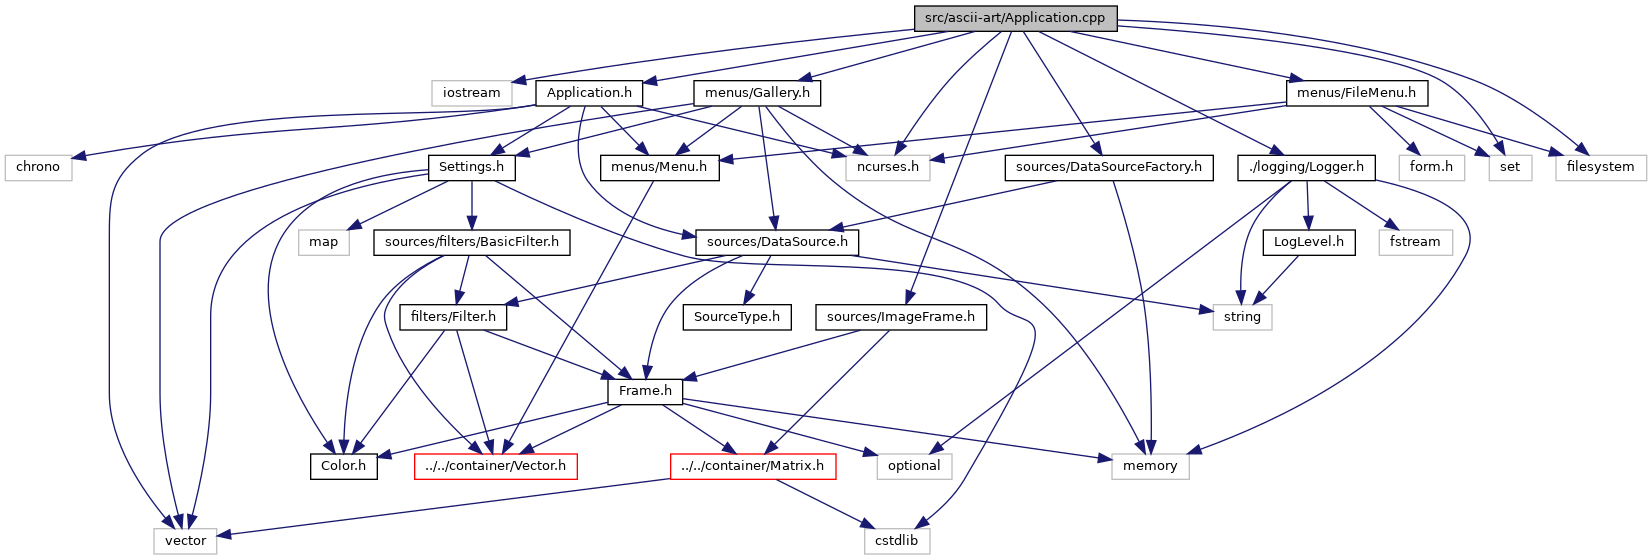 src/ascii-art/Application.cpp
iostream
Application.h
menus/Gallery.h
menus/FileMenu.h
chrono
Settings.h
menus/Menu.h
ncurses.h
sources/DataSourceFactory.h
./logging/Logger.h
form.h
set
filesystem
map
sources/filters/BasicFilter.h
sources/DataSource.h
LogLevel.h
fstream
filters/Filter.h
SourceType.h
sources/ImageFrame.h
string
Frame.h
Color.h
../../container/Vector.h
../../container/Matrix.h
optional
memory
vector
cstdlib